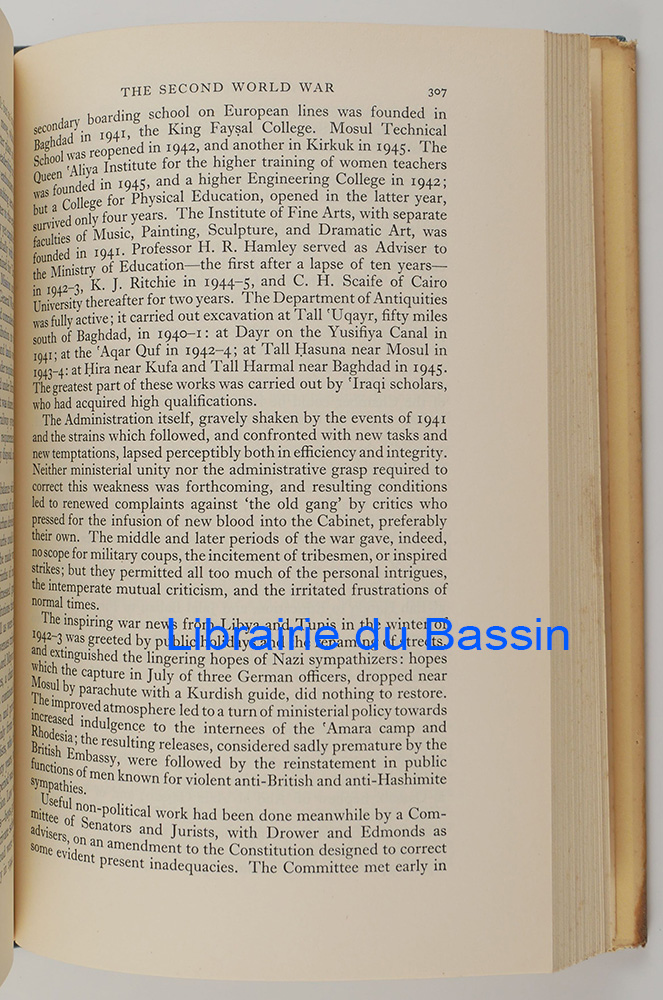 THE SECOND WORLD WAR 307
secondary boarding school on European lines was founded in
Baghdad in 1941, the King Fayṣal College. Mosul Technical
School was reopened in 1942, and another in Kirkuk in 1945. The
Queen ʿAliya Institute for the higher training of women teachers
was founded in 1945, and a higher Engineering College in 1942;
but a College for Physical Education, opened in the latter year,
survived only four years. The Institute of Fine Arts, with separate
faculties of Music, Painting, Sculpture, and Dramatic Art, was
founded in 1941. Professor H. R. Hamley served as Adviser to
the Ministry of Education—the first after a lapse of ten years—
in 1942–3, K. J. Ritchie in 1944–5, and C. H. Scaife of Cairo
University thereafter for two years. The Department of Antiquities
was fully active; it carried out excavation at Tall ʿUqayr, fifty miles
south of Baghdad, in 1940–1: at Dayr on the Yusifiya Canal in
1941; at the ʿAqar Quf in 1942–4; at Tall Ḥasuna near Mosul in
1943–4: at Ḥira near Kufa and Tall Harmal near Baghdad in 1945.
The greatest part of these works was carried out by ʿIraqi scholars,
who had acquired high qualifications.
The Administration itself, gravely shaken by the events of 1941
and the strains which followed, and confronted with new tasks and
new temptations, lapsed perceptibly both in efficiency and integrity.
Neither ministerial unity nor the administrative grasp required to
correct this weakness was forthcoming, and resulting conditions
led to renewed complaints against ‘the old gang’ by critics who
pressed for the infusion of new blood into the Cabinet, preferably
their own. The middle and later periods of the war gave, indeed,
no scope for military coups, the incitement of tribesmen, or inspired
strikes; but they permitted all too much of the personal intrigues,
the intemperate mutual criticism, and the irritated frustrations of
normal times.
The inspiring war news from Libya and Tunis in the winter of
1942–3 was greeted by public holidays and the renaming of streets,
Librairie du Bassin
and extinguished the lingering hopes of Nazi sympathizers: hopes
which the capture in July of three German officers, dropped near
Mosul by parachute with a Kurdish guide, did nothing to restore.
The improved atmosphere led to a turn of ministerial policy towards
increased indulgence to the internees of the ʿAmara camp and
Rhodesia; the resulting releases, considered sadly premature by the
British Embassy, were followed by the reinstatement in public
functions of men known for violent anti-British and anti-Hashimite
sympathies.
Useful non-political work had been done meanwhile by a Com-
mittee of Senators and Jurists, with Drower and Edmonds as
advisers, on an amendment to the Constitution designed to correct
some evident present inadequacies. The Committee met early in